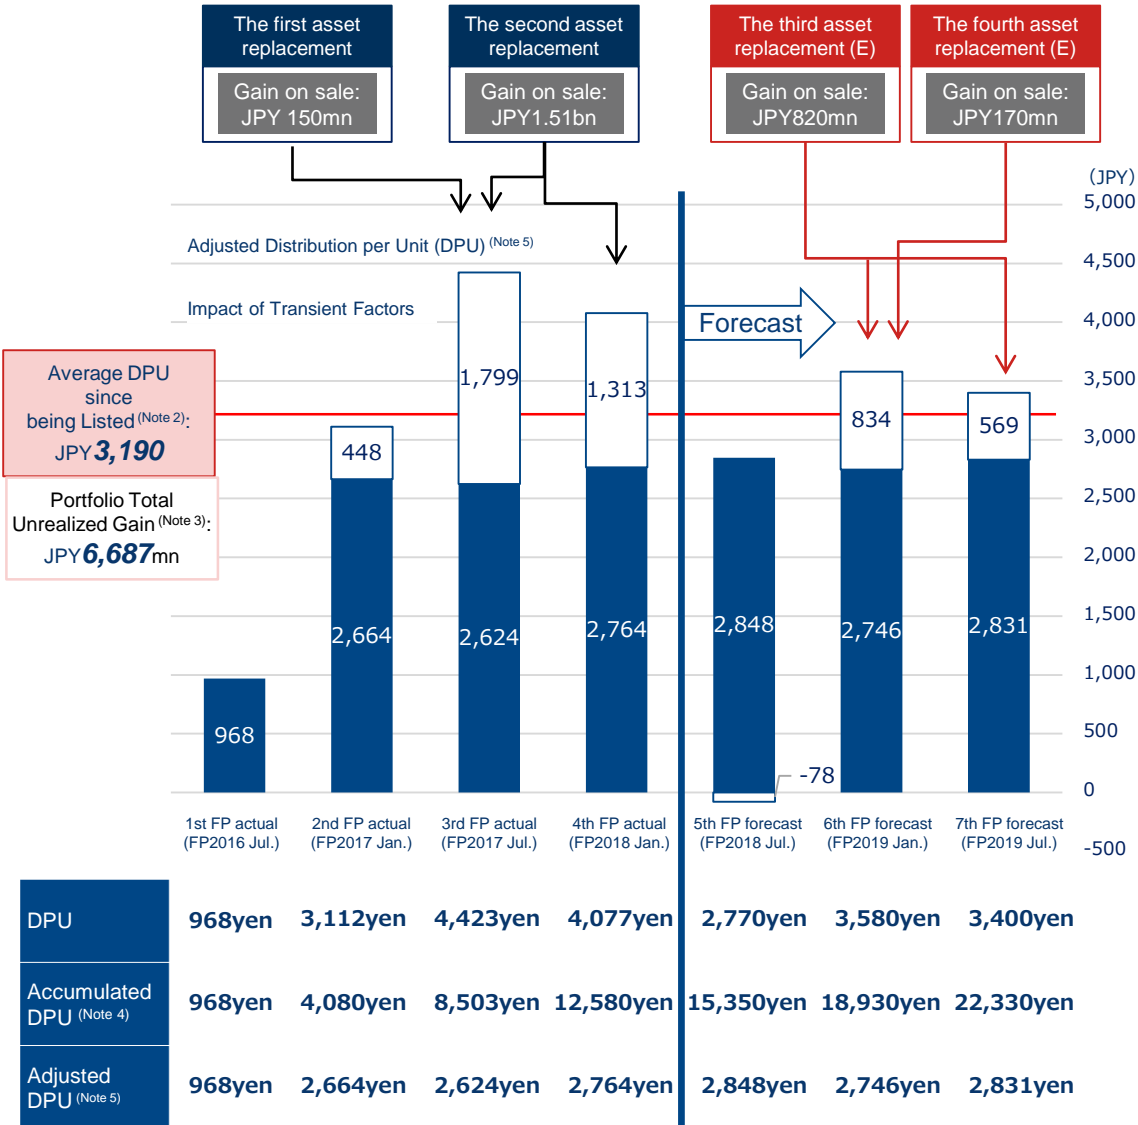 The first asset
replacement
Gain on sale:
JPY 150mn
The second asset
replacement
Gain on sale:
JPY1.51bn
The third asset
replacement (E)
Gain on sale:
JPY820mn
The fourth asset
replacement (E)
Gain on sale:
JPY170mn
(JPY)
5,000
4,500
4,000
3,500
3,000
2,500
2,000
1,500
1,000
500
0
-500
Adjusted Distribution per Unit (DPU) (Note 5)
Impact of Transient Factors
Forecast
Average DPU
since
being Listed (Note 2):
JPY 3,190
Portfolio Total
Unrealized Gain (Note 3):
JPY 6,687mn
968
448
2,664
1,799
2,624
1,313
2,764
2,848
-78
834
2,746
569
2,831
1st FP actual
(FP2016 Jul.)
2nd FP actual
(FP2017 Jan.)
3rd FP actual
(FP2017 Jul.)
4th FP actual
(FP2018 Jan.)
5th FP forecast
(FP2018 Jul.)
6th FP forecast
(FP2019 Jan.)
7th FP forecast
(FP2019 Jul.)
DPU 968yen 3,112yen 4,423yen 4,077yen 2,770yen 3,580yen 3,400yen
Accumulated
DPU (Note 4) 968yen 4,080yen 8,503yen 12,580yen 15,350yen 18,930yen 22,330yen
Adjusted
DPU (Note 5) 968yen 2,664yen 2,624yen 2,764yen 2,848yen 2,746yen 2,831yen